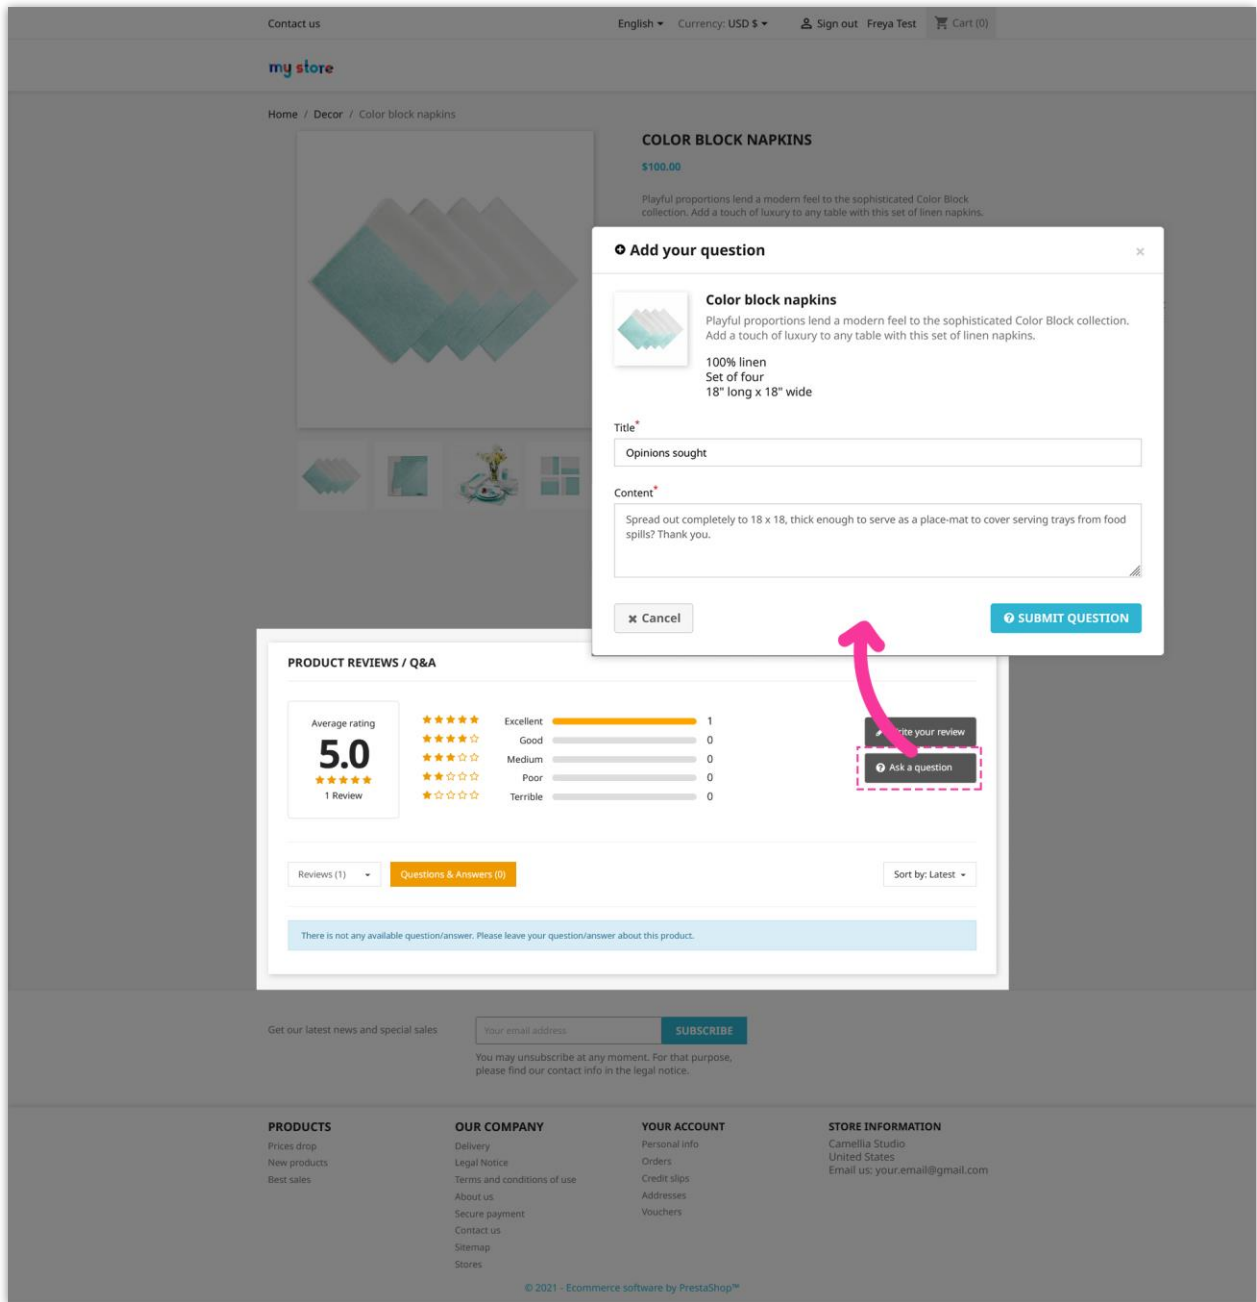 Contact us
English
Currency: USD $
Sign out
Freya Test
Cart (0)
my store
Home / Decor / Color block napkins
COLOR BLOCK NAPKINS
$100.00
Playful proportions lend a modern feel to the sophisticated Color Block
collection. Add a touch of luxury to any table with this set of linen napkins.
Add your question
×
Color block napkins
Playful proportions lend a modern feel to the sophisticated Color Block collection.
Add a touch of luxury to any table with this set of linen napkins.
100% linen
Set of four
18" long x 18" wide
Title*
Opinions sought
Content*
Spread out completely to 18 x 18, thick enough to serve as a place-mat to cover serving trays from food
spills? Thank you.
Cancel
SUBMIT QUESTION
PRODUCT REVIEWS / Q&A
Average rating
5.0
1 Review
Excellent 1
Good 0
Medium 0
Poor 0
Terrible 0
your review
Ask a question
Reviews (1)
Questions & Answers (0)
Sort by: Latest
There is not any available question/answer. Please leave your question/answer about this product.
Get our latest news and special sales
Your email address
SUBSCRIBE
You may unsubscribe at any moment. For that purpose,
please find our contact info in the legal notice.
PRODUCTS
Prices drop
New products
Best sales
OUR COMPANY
Delivery
Legal Notice
Terms and conditions of use
About us
Secure payment
Contact us
Sitemap
Stores
YOUR ACCOUNT
Personal info
Orders
Credit slips
Addresses
Vouchers
STORE INFORMATION
Camellia Studio
United States
Email us: your.email@gmail.com
© 2021 - Ecommerce software by PrestaShop™